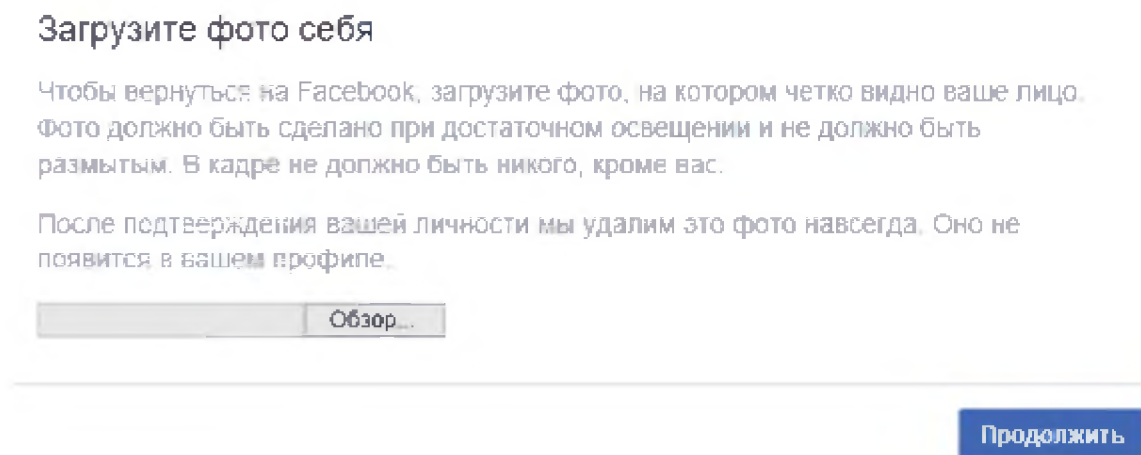 Загрузите фото себя
Чтобы вернуться на Facebook, загрузите фото, на котором четко видно ваше лицо.
Фото должно быть сделано при достаточном освещении и не должно быть
размытым. В кадре не должно быть никого, кроме вас.
После подтверждения вашей личности мы удалим это фото навсегда. Оно не
появится в вашем профиле.
Обзор...
Продолжить